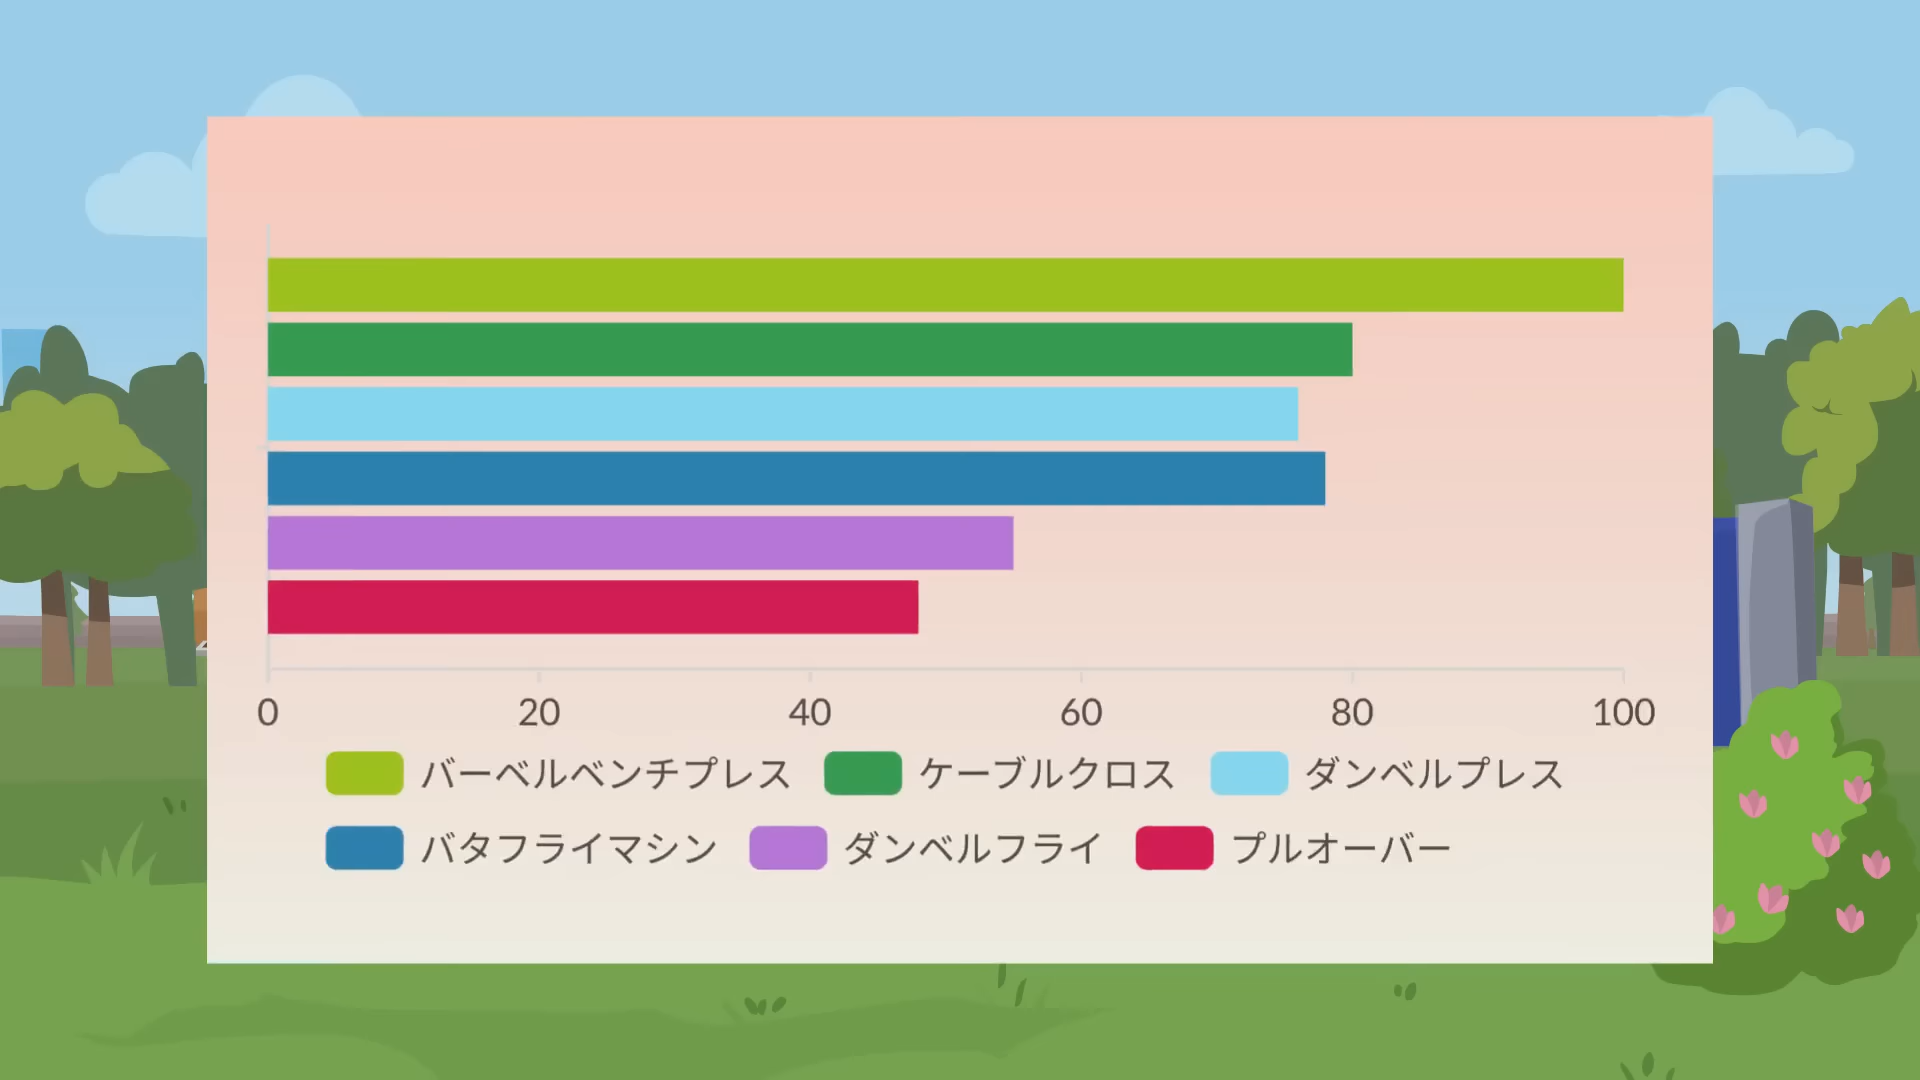 0 20 40 60 80 100
バーベルベンチプレス ケーブルクロス ダンベルプレス
バタフライマシン ダンベルフライ プルオーバー